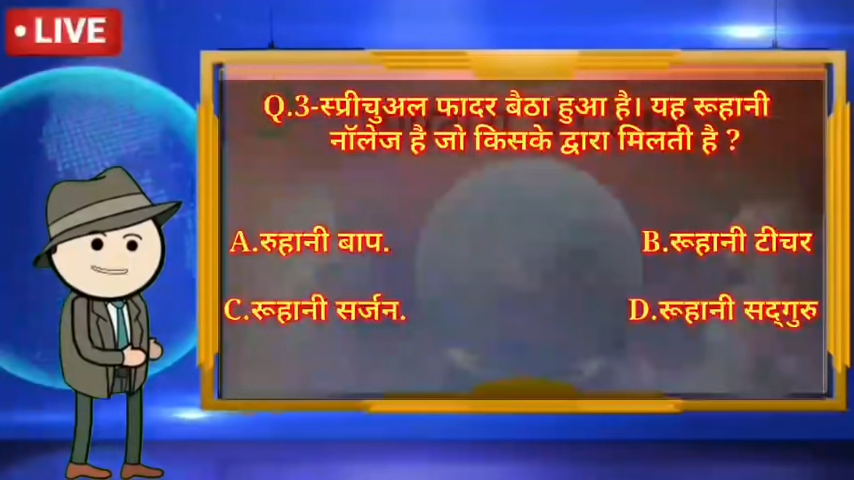 LIVE
Q.3-स्प्रीचुअल फादर बैठा हुआ है। यह रूहानी
नॉलेज है जो किसके द्वारा मिलती है ?
A.रुहानी बाप.
B.रूहानी टीचर
C.रूहानी सर्जन.
D.रूहानी सद्गुरु